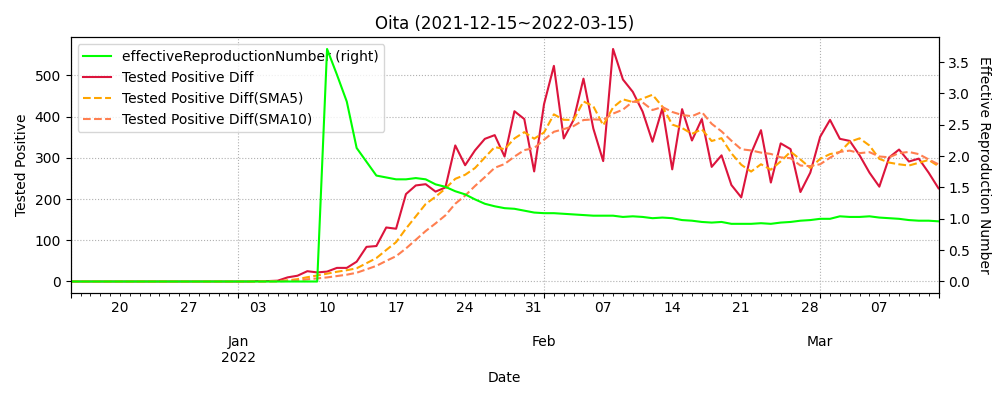 Oita (2021-12-15~2022-03-15)
effectiveReproductionNumber (right)
Tested Positive Diff
Tested Positive Diff(SMA5)
Tested Positive Diff(SMA10)
Tested Positive
500
400
300
200
100
0
3.5
3.0
2.5
2.0
1.5
1.0
0.5
0.0
Effective Reproduction Number
20 27 03 10 17 24 31 07 14 21 28 07
Jan Feb Mar
2022
Date